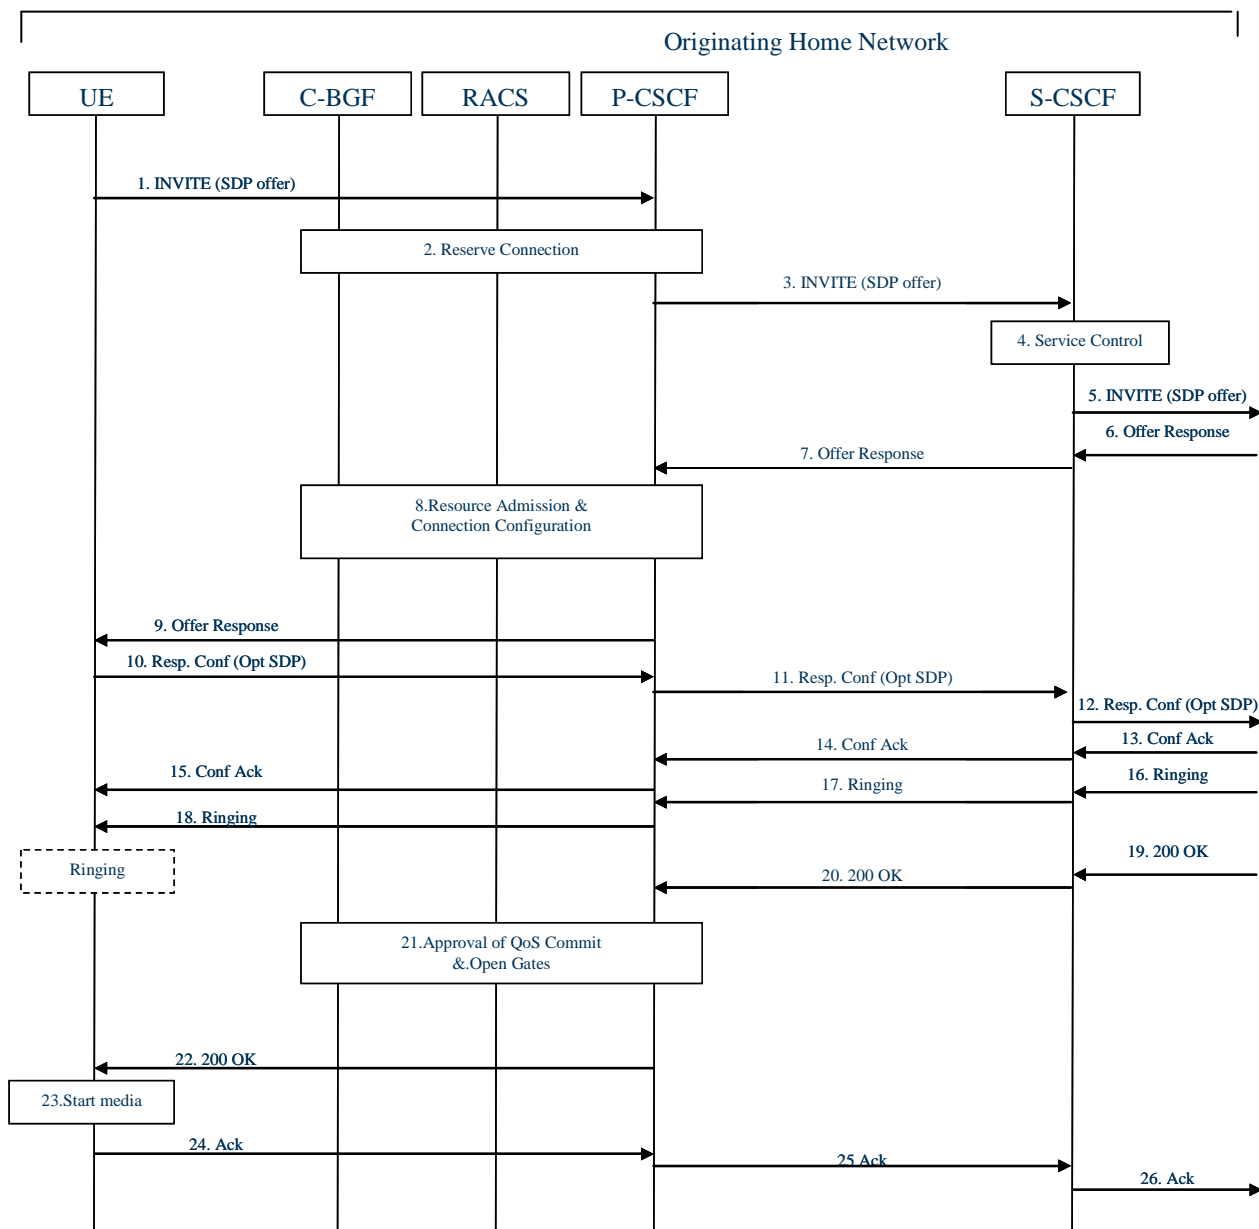 Originating Home Network
UE
C-BGF
RACS
P-CSCF
S-CSCF
1. INVITE (SDP offer)
2. Reserve Connection
3. INVITE (SDP offer)
4. Service Control
5. INVITE (SDP offer)
6. Offer Response
7. Offer Response
8.Resource Admission &
Connection Configuration
9. Offer Response
10. Resp. Conf (Opt SDP)
11. Resp. Conf (Opt SDP)
12. Resp. Conf (Opt SDP)
13. Conf Ack
14. Conf Ack
15. Conf Ack
16. Ringing
17. Ringing
18. Ringing
Ringing
19. 200 OK
20. 200 OK
21.Approval of QoS Commit
&.Open Gates
22. 200 OK
23.Start media
24. Ack
25 Ack
26. Ack